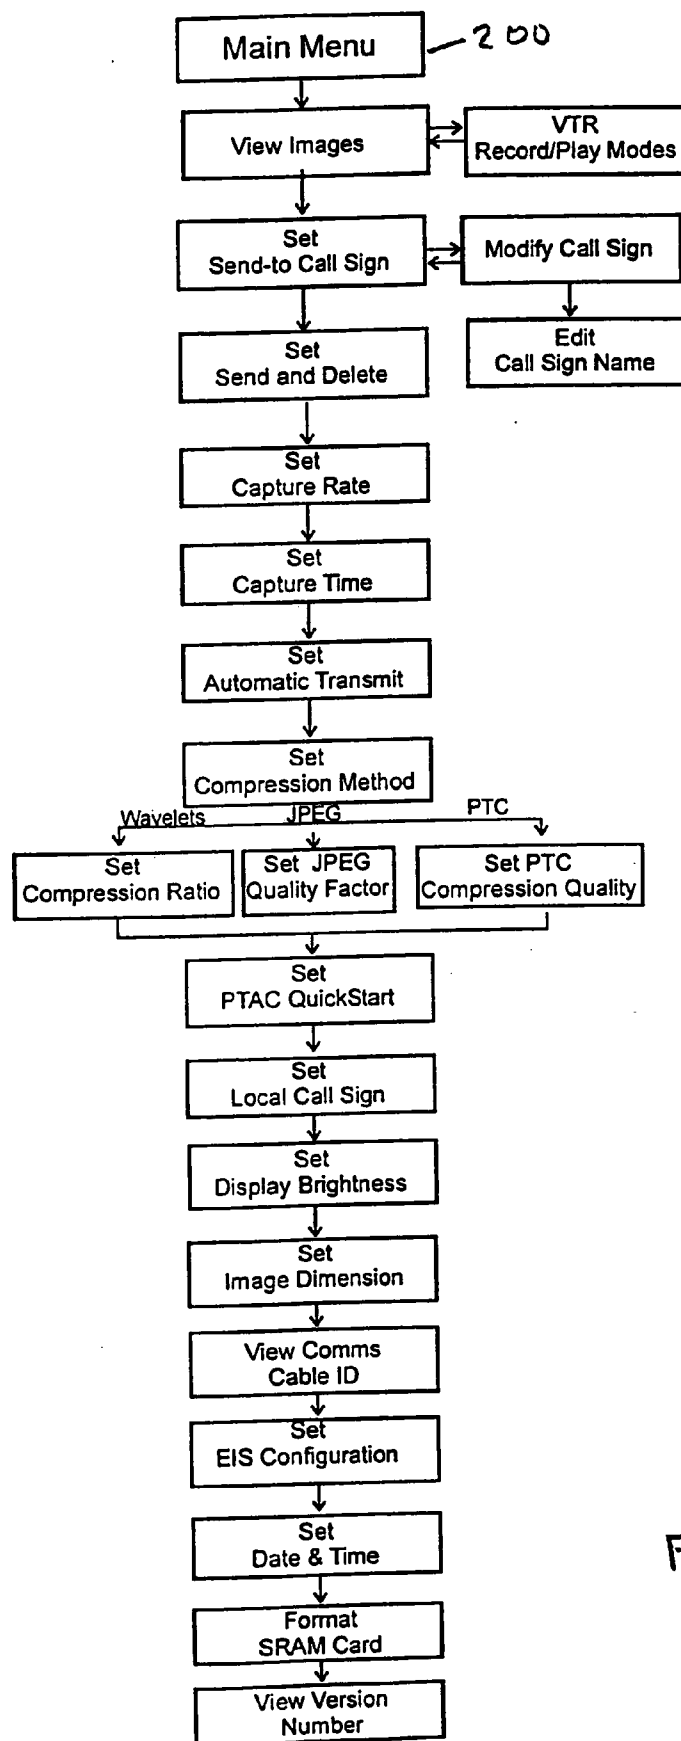 Main Menu
200
View Images
VTR
Record/Play Modes
Set
Send-to Call Sign
Modify Call Sign
Set
Send and Delete
Edit
Call Sign Name
Set
Capture Rate
Set
Capture Time
Set
Automatic Transmit
Set
Compression Method
Wavelets
JPEG
PTC
Set
Compression Ratio
Set JPEG
Quality Factor
Set PTC
Compression Quality
Set
PTAC QuickStart
Set
Local Call Sign
Set
Display Brightness
Set
Image Dimension
View Comms
Cable ID
Set
EIS Configuration
Set
Date & Time
Format
SRAM Card
View Version
Number